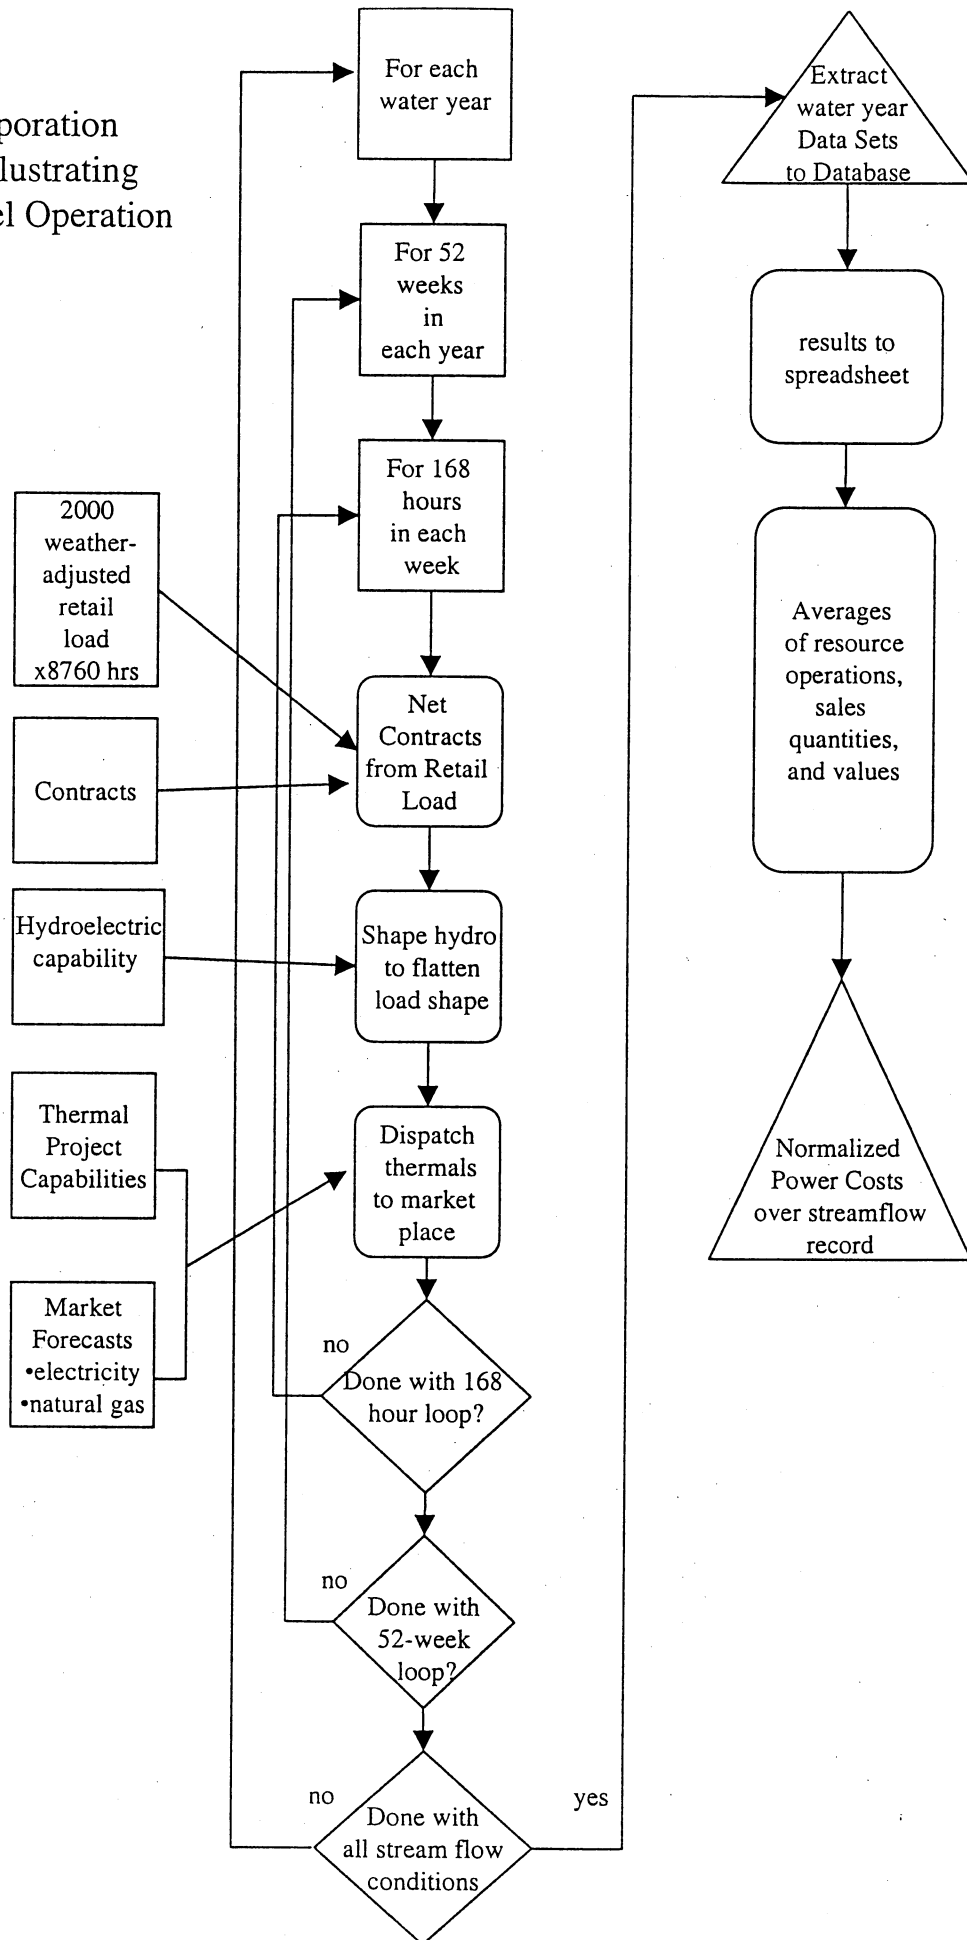 poration
lustrating
el Operation
For each
water year
For 52
weeks
in
each year
For 168
hours
in each
week
2000
weather-
adjusted
retail
load
x8760 hrs
Contracts
Net
Contracts
from Retail
Load
Hydroelectric
capability
Shape hydro
to flatten
load shape
Thermal
Project
Capabilities
Market
Forecasts
•electricity
•natural gas
Dispatch
thermals
to market
place
no
Done with 168
hour loop?
no
Done with
52-week
loop?
no
Done with
all stream flow
conditions
yes
Extract
water year
Data Sets
to Database
results to
spreadsheet
Averages
of resource
operations,
sales
quantities,
and values
Normalized
Power Costs
over streamflow
record